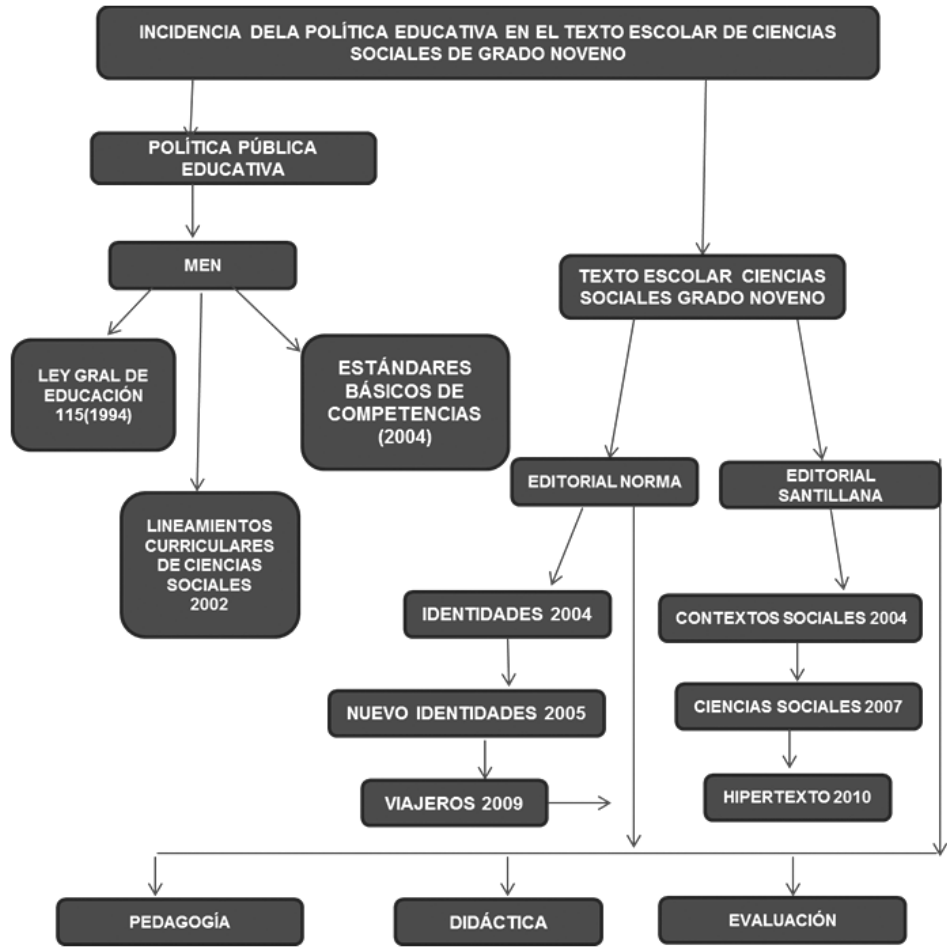 INCIDENCIA DELA POLÍTICA EDUCATIVA EN EL TEXTO ESCOLAR DE CIENCIAS
SOCIALES DE GRADO NOVENO
POLÍTICA PÚBLICA
EDUCATIVA
MEN
LEY GRAL DE
EDUCACIÓN
115(1994)
ESTÁNDARES
BÁSICOS DE
COMPETENCIAS
(2004)
LINEAMIENTOS
CURRICULARES
DE CIENCIAS
SOCIALES
2002
TEXTO ESCOLAR CIENCIAS
SOCIALES GRADO NOVENO
EDITORIAL NORMA
EDITORIAL
SANTILLANA
IDENTIDADES 2004
NUEVO IDENTIDADES 2005
VIAJEROS 2009
CONTEXTOS SOCIALES 2004
CIENCIAS SOCIALES 2007
HIPERTEXTO 2010
PEDAGOGÍA
DIDÁCTICA
EVALUACIÓN